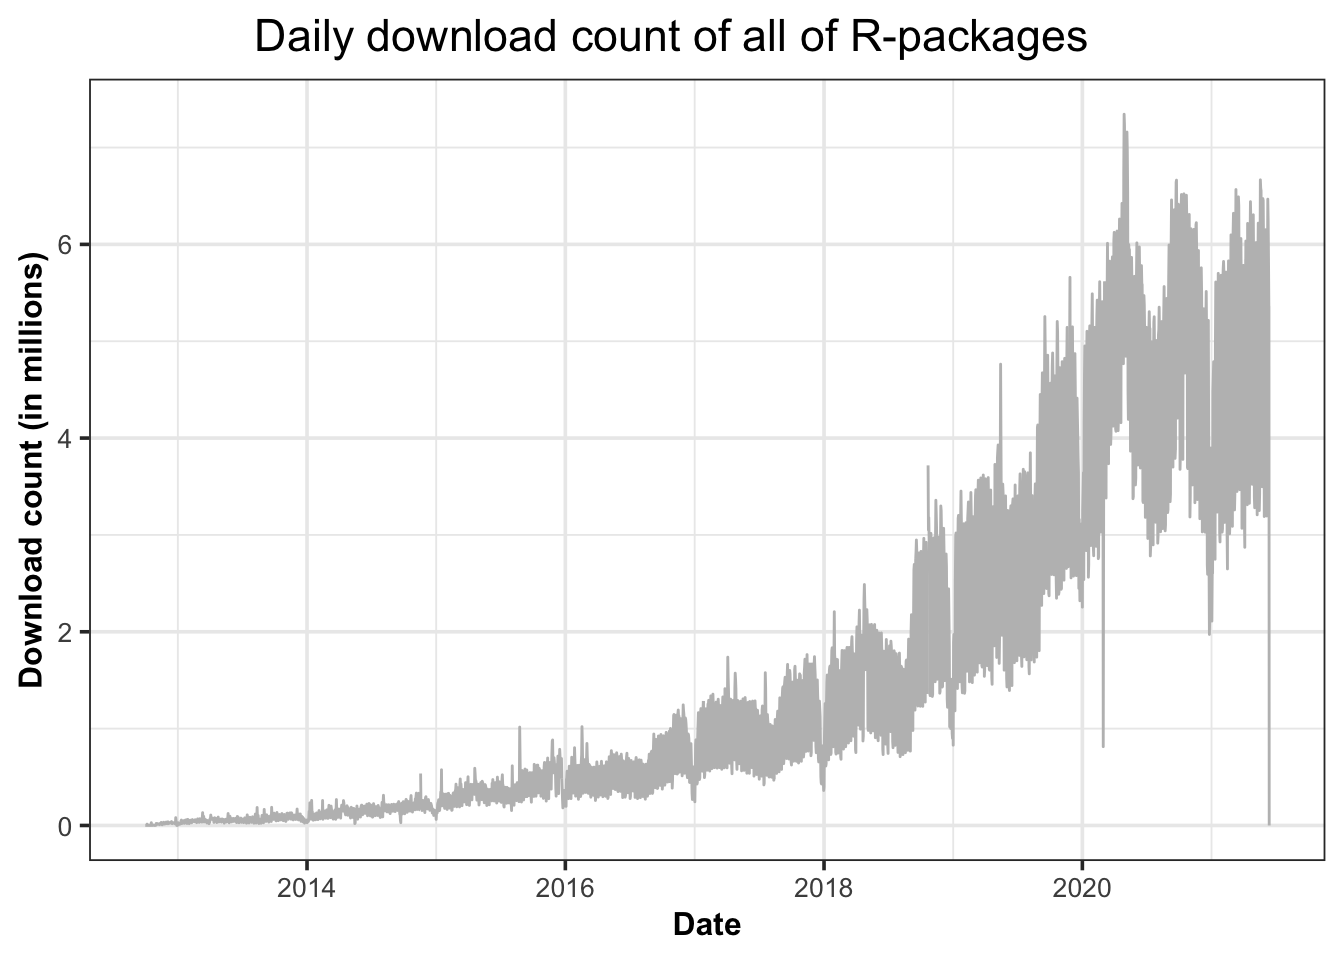 Daily download count of all of R-packages
Download count (in millions)
6
4
2
0
2014 2016 2018 2020
Date